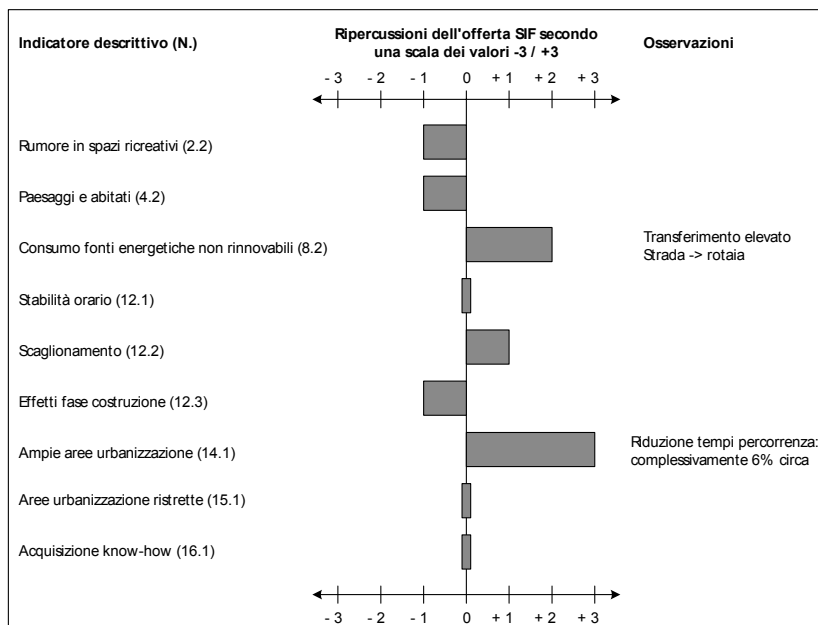 Indicatore descrittivo (N.)
Ripercussioni dell'offerta SIF secondo
una scala dei valori -3 / +3
Osservazioni
- 3 - 2 - 1 0 + 1 + 2 + 3
Rumore in spazi ricreativi (2.2)
Paesaggi e abitati (4.2)
Consumo fonti energetiche non rinnovabili (8.2)
Transferimento elevato
Strada -> rotaia
Stabilità orario (12.1)
Scaglionamento (12.2)
Effetti fase costruzione (12.3)
Ampie aree urbanizzazione (14.1)
Riduzione tempi percorrenza:
complessivamente 6% circa
Aree urbanizzazione ristrette (15.1)
Acquisizione know-how (16.1)
- 3 - 2 - 1 0 + 1 + 2 + 3